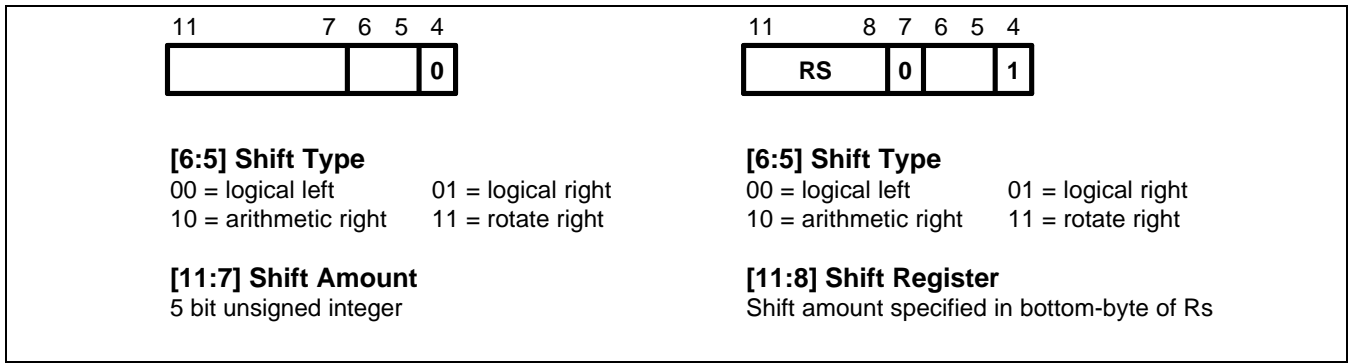 11 7 6 5 4
0
[6:5] Shift Type
00 = logical left 01 = logical right
10 = arithmetic right 11 = rotate right
[11:7] Shift Amount
5 bit unsigned integer
11 8 7 6 5 4
RS 0 1
[6:5] Shift Type
00 = logical left 01 = logical right
10 = arithmetic right 11 = rotate right
[11:8] Shift Register
Shift amount specified in bottom-byte of Rs